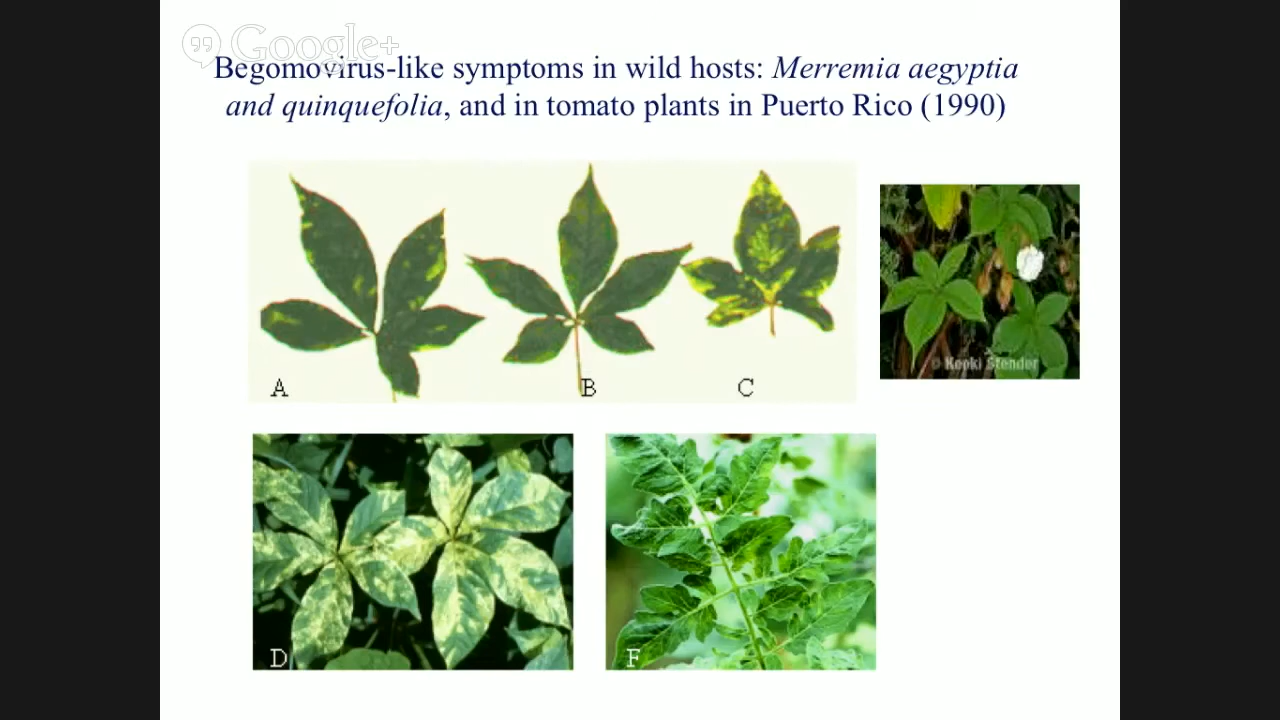 Google+
Begomovirus-like symptoms in wild hosts: Merremia aegyptia
and quinquefolia, and in tomato plants in Puerto Rico (1990)
A
B
C
© Keoki Stender
D
F